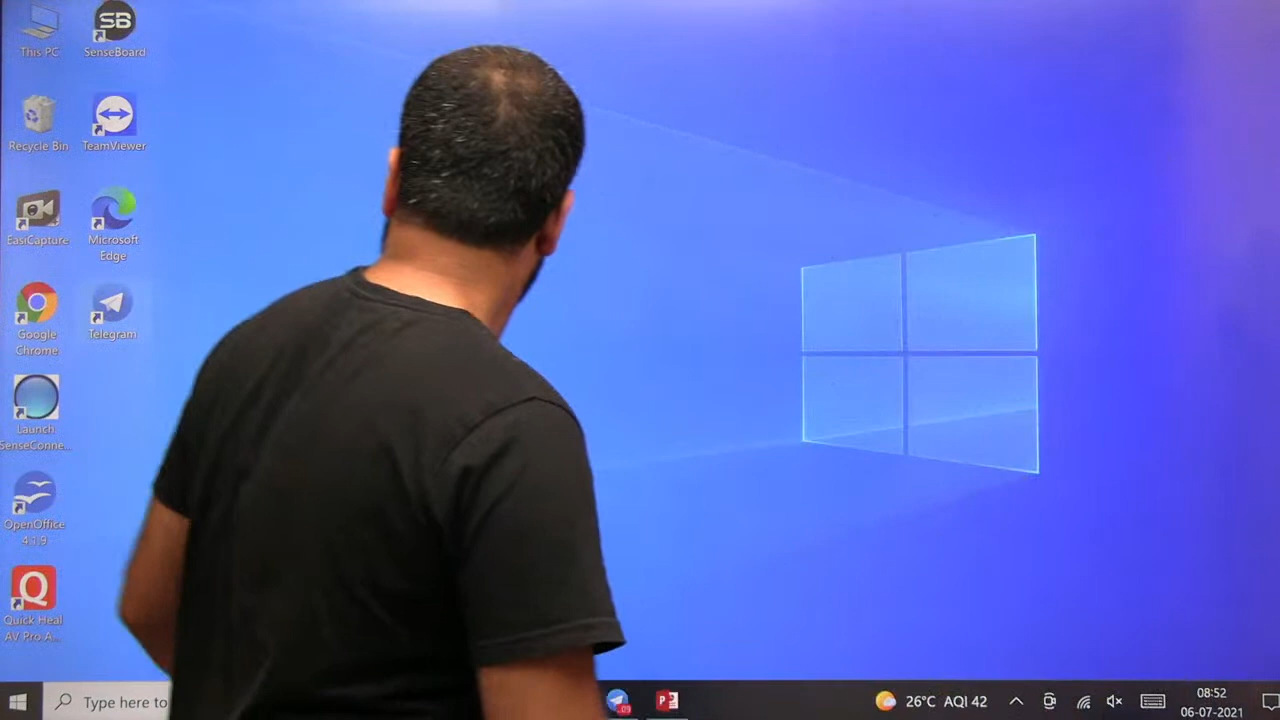 This PC
SB
SenseBoard
Recycle Bin
TeamViewer
EasiCapture
Microsoft
Edge
Google
Chrome
Telegram
Launch
SenseConne...
OpenOffice
4.1.9
Q
Quick Heal
AV Pro A...
Type here to
P
26°C AQI 42
08:52
06-07-2021